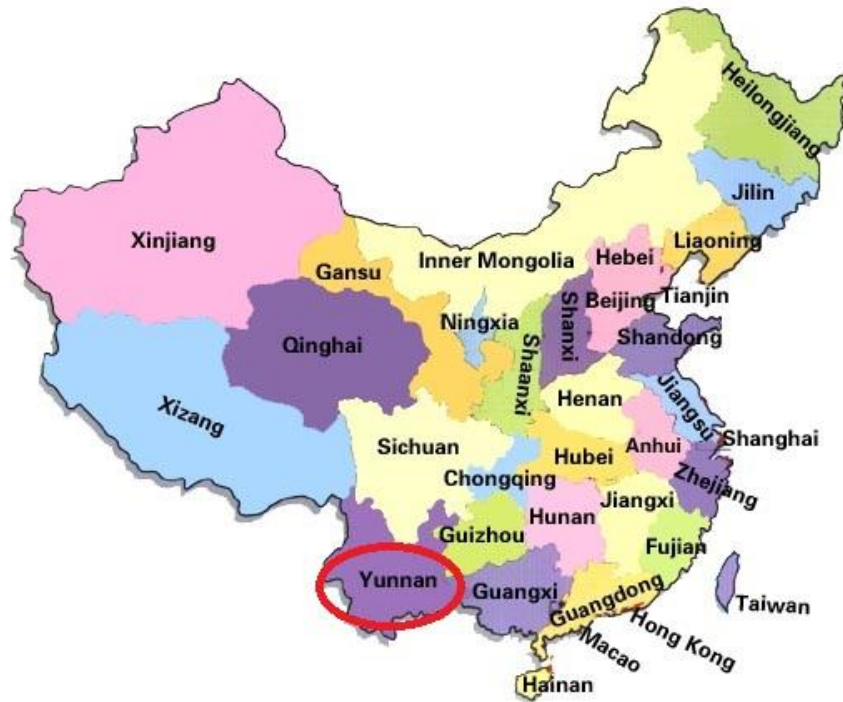 Heilongjiang
Jilin
Xinjiang
Inner Mongolia
Hebei
Liaoning
Gansu
Beijing
Tianjin
Ningxia
Shanxi
Shandong
Qinghai
Shaanxi
Henan
Jiangsu
Xizang
Sichuan
Hubei
Anhui
Shanghai
Chongqing
Zhejiang
Jiangxi
Hunan
Guizhou
Fujian
Yunnan
Guangxi
Guangdong
Taiwan
Hong Kong
Macao
Hainan